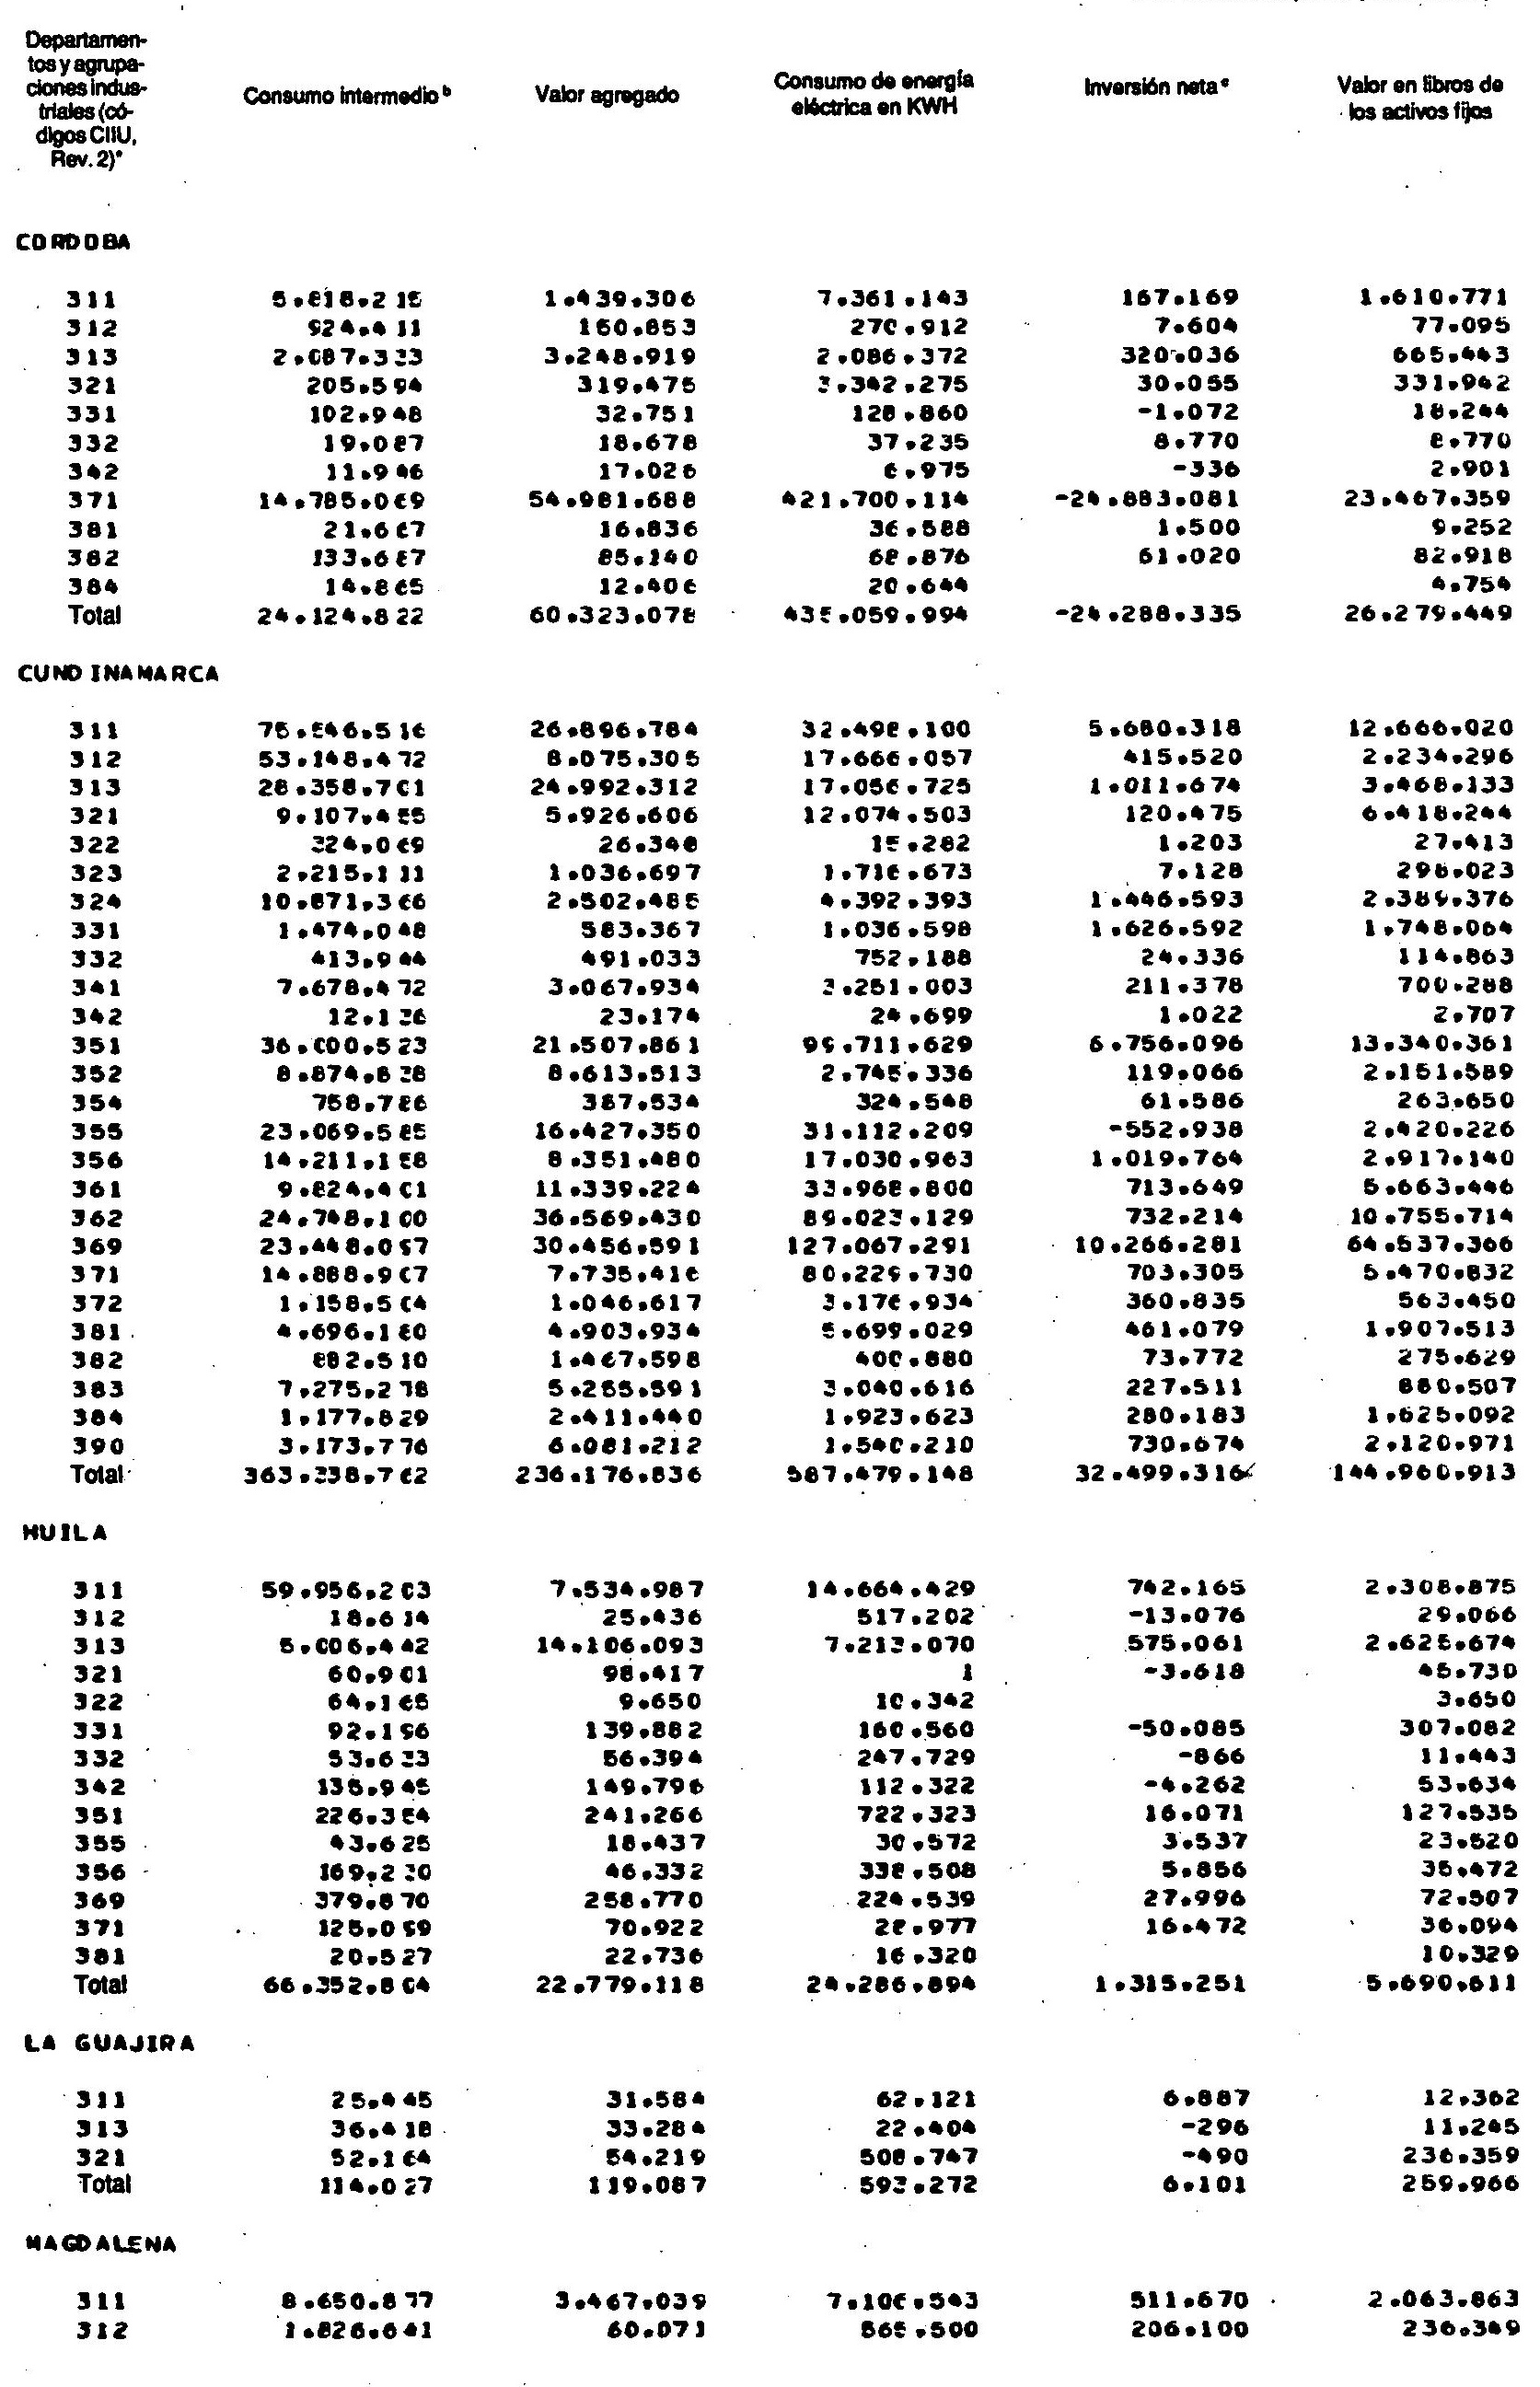 Departamen-
tos y agrupa-
ciones indus-
triales (có-
digos CIIU,
Rev. 2)*
Consumo intermedio ᵇ Valor agregado Consumo de energía eléctrica en KWH Inversión neta ᶜ Valor en libros de los activos fijos
CORDOBA
311 5.818.215 1.439.306 7.361.143 167.169 1.610.771
312 924.411 150.853 270.912 7.604 77.095
313 2.087.333 3.248.919 2.086.372 320.036 665.443
321 205.594 319.475 3.342.275 30.055 331.942
331 102.948 32.751 128.860 -1.072 18.244
332 19.087 18.678 37.235 8.770 8.770
342 11.946 17.026 6.975 -336 2.901
371 14.785.069 54.981.688 421.700.114 -24.883.081 23.467.359
381 21.667 16.836 36.588 1.500 9.252
382 133.687 85.140 68.876 61.020 82.918
384 14.865 12.406 20.644 4.754
Total 24.124.822 60.323.078 435.059.994 -24.288.335 26.279.449
CUNDINAMARCA
311 75.546.516 26.896.784 32.498.100 5.680.318 12.666.020
312 53.148.472 8.075.305 17.666.057 415.520 2.234.296
313 28.358.701 24.992.312 17.056.725 1.011.674 3.468.133
321 9.107.455 5.926.606 12.074.503 120.475 6.418.244
322 324.069 26.348 15.282 1.203 27.413
323 2.215.111 1.036.697 1.716.673 7.128 296.023
324 10.871.366 2.502.485 4.392.393 1.446.593 2.389.376
331 1.474.048 583.367 1.036.598 1.626.592 1.748.064
332 413.944 491.033 752.188 24.336 114.863
341 7.678.472 3.067.934 3.251.003 211.378 700.288
342 12.136 23.174 24.699 1.022 2.707
351 36.000.523 21.507.861 99.711.629 6.756.096 13.340.361
352 8.874.838 8.613.513 2.745.336 119.066 2.151.589
354 758.786 387.534 324.548 61.586 263.650
355 23.069.585 16.427.350 31.112.209 -552.938 2.420.226
356 14.211.158 8.351.480 17.030.963 1.019.764 2.917.140
361 9.824.401 11.339.224 33.968.800 713.649 5.663.446
362 24.748.100 36.569.430 89.023.129 732.214 10.755.714
369 23.448.057 30.456.591 127.067.291 10.266.281 64.537.366
371 14.888.967 7.735.416 80.229.730 703.305 5.470.832
372 1.158.504 1.046.617 3.176.934 360.835 563.450
381 4.696.180 4.903.934 5.699.029 461.079 1.907.513
382 882.510 1.467.598 400.880 73.772 275.629
383 7.275.278 5.255.591 3.040.616 227.511 880.507
384 1.177.829 2.411.440 1.923.623 280.183 1.625.092
390 3.173.776 6.081.212 1.540.210 730.674 2.120.971
Total 363.338.762 236.176.836 587.479.148 32.499.316 144.960.913
HUILA
311 59.956.203 7.534.987 14.664.429 742.165 2.308.875
312 18.614 25.436 517.202 -13.076 29.066
313 5.006.442 14.106.093 7.213.070 575.061 2.625.674
321 60.901 98.417 1 -3.618 45.730
322 64.165 9.650 10.342 3.650
331 92.196 139.882 160.560 -50.085 307.082
332 53.633 56.394 247.729 -866 11.443
342 135.945 149.796 112.322 -4.262 53.634
351 226.354 241.266 722.323 16.071 127.535
355 43.625 18.437 30.572 3.537 23.520
356 169.230 46.332 338.508 5.856 35.472
369 379.870 258.770 224.539 27.996 72.507
371 125.099 70.922 28.977 16.472 36.094
381 20.527 22.736 16.320 10.329
Total 66.352.804 22.779.118 24.286.894 1.315.251 5.690.611
LA GUAJIRA
311 25.445 31.584 62.121 6.887 12.362
313 36.418 33.284 22.404 -296 11.245
321 52.164 54.219 508.747 -490 236.359
Total 114.027 119.087 593.272 6.101 259.966
MAGDALENA
311 8.650.877 3.467.039 7.106.543 511.670 2.063.863
312 1.826.641 60.071 565.500 206.100 236.349